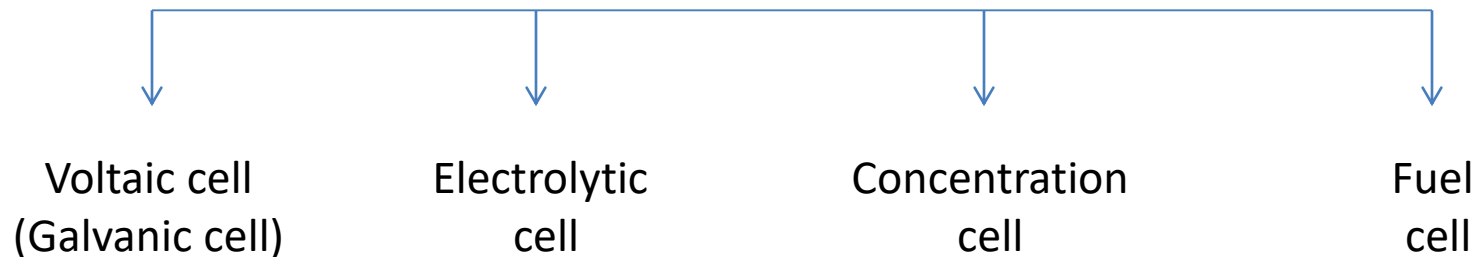 Voltaic cell
(Galvanic cell)
Electrolytic
cell
Concentration
cell
Fuel
cell